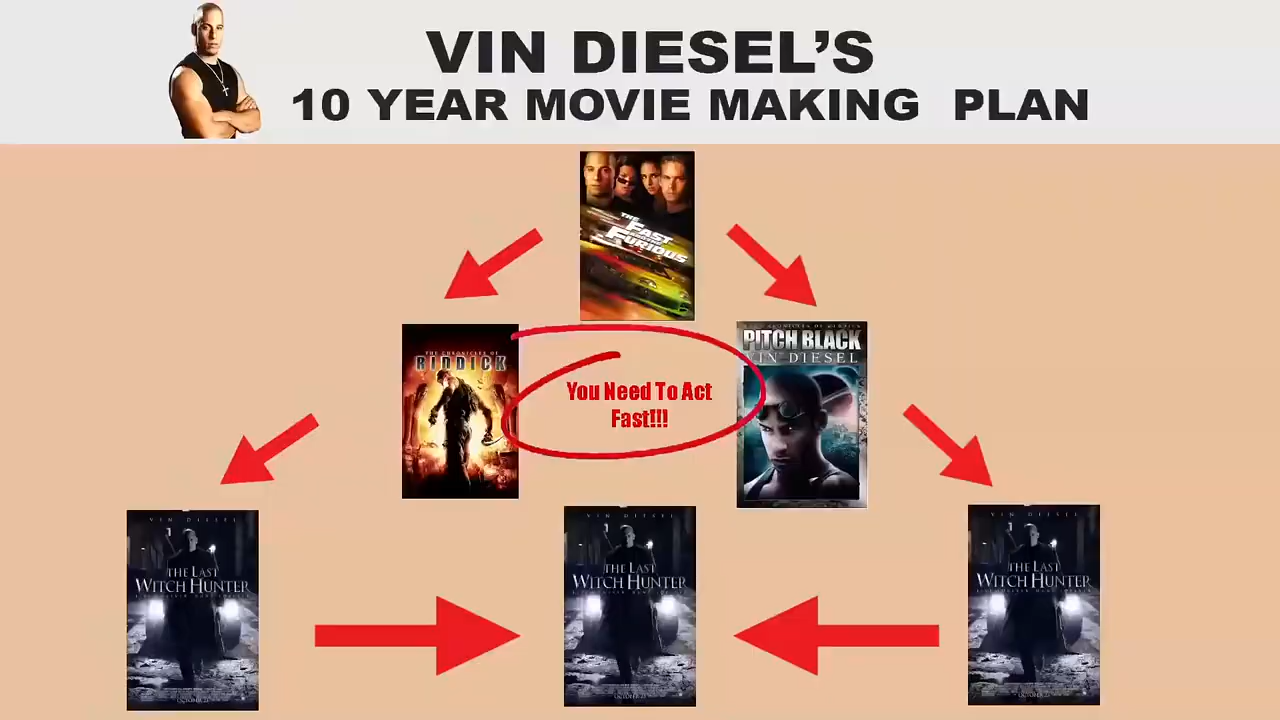 VIN DIESEL’S
10 YEAR MOVIE MAKING PLAN
THE
FAST
FURIOUS
THE CHRONICLES OF
RIDDICK
You Need To Act
Fast!!!
PITCH BLACK
VIN DIESEL
VIN DIESEL
THE LAST
WITCH HUNTER
VIN DIESEL
THE LAST
WITCH HUNTER
VIN DIESEL
THE LAST
WITCH HUNTER